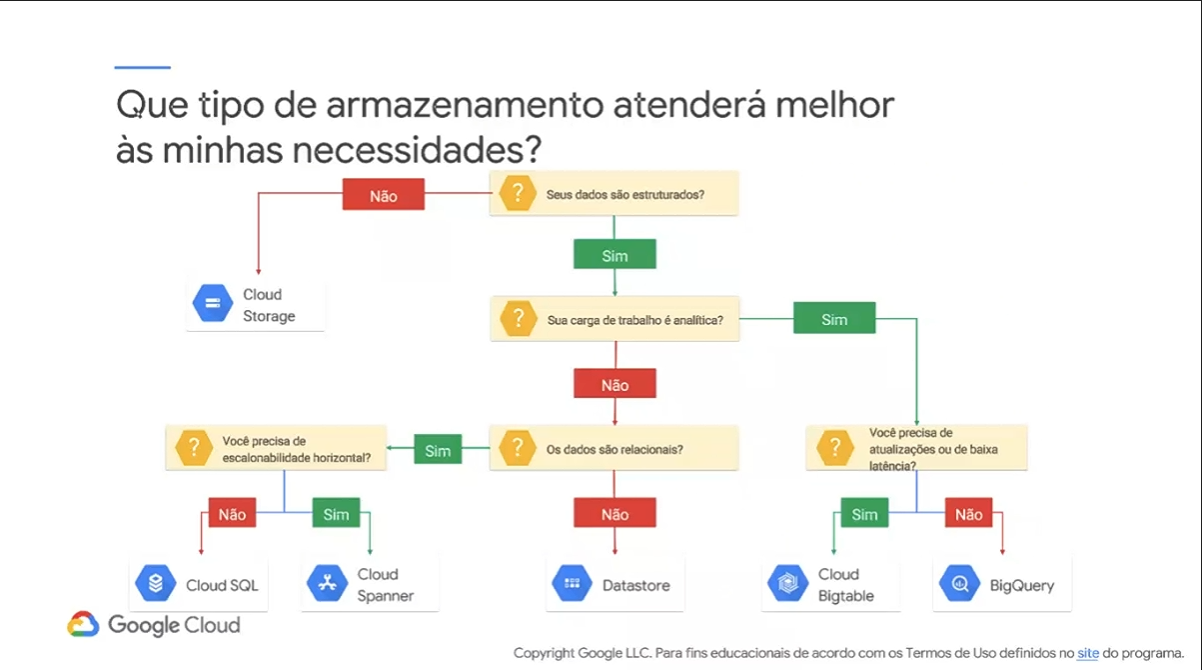 Que tipo de armazenamento atenderá melhor
às minhas necessidades?
Não
? Seus dados são estruturados?
Sim
Cloud
Storage
? Sua carga de trabalho é analítica?
Sim
Não
? Você precisa de
escalonabilidade horizontal?
Sim
? Os dados são relacionais?
? Você precisa de
atualizações ou de baixa
latência?
Não
Sim
Não
Sim
Não
Cloud SQL
Cloud
Spanner
Datastore
Cloud
Bigtable
BigQuery
Google Cloud
Copyright Google LLC. Para fins educacionais de acordo com os Termos de Uso definidos no site do programa.